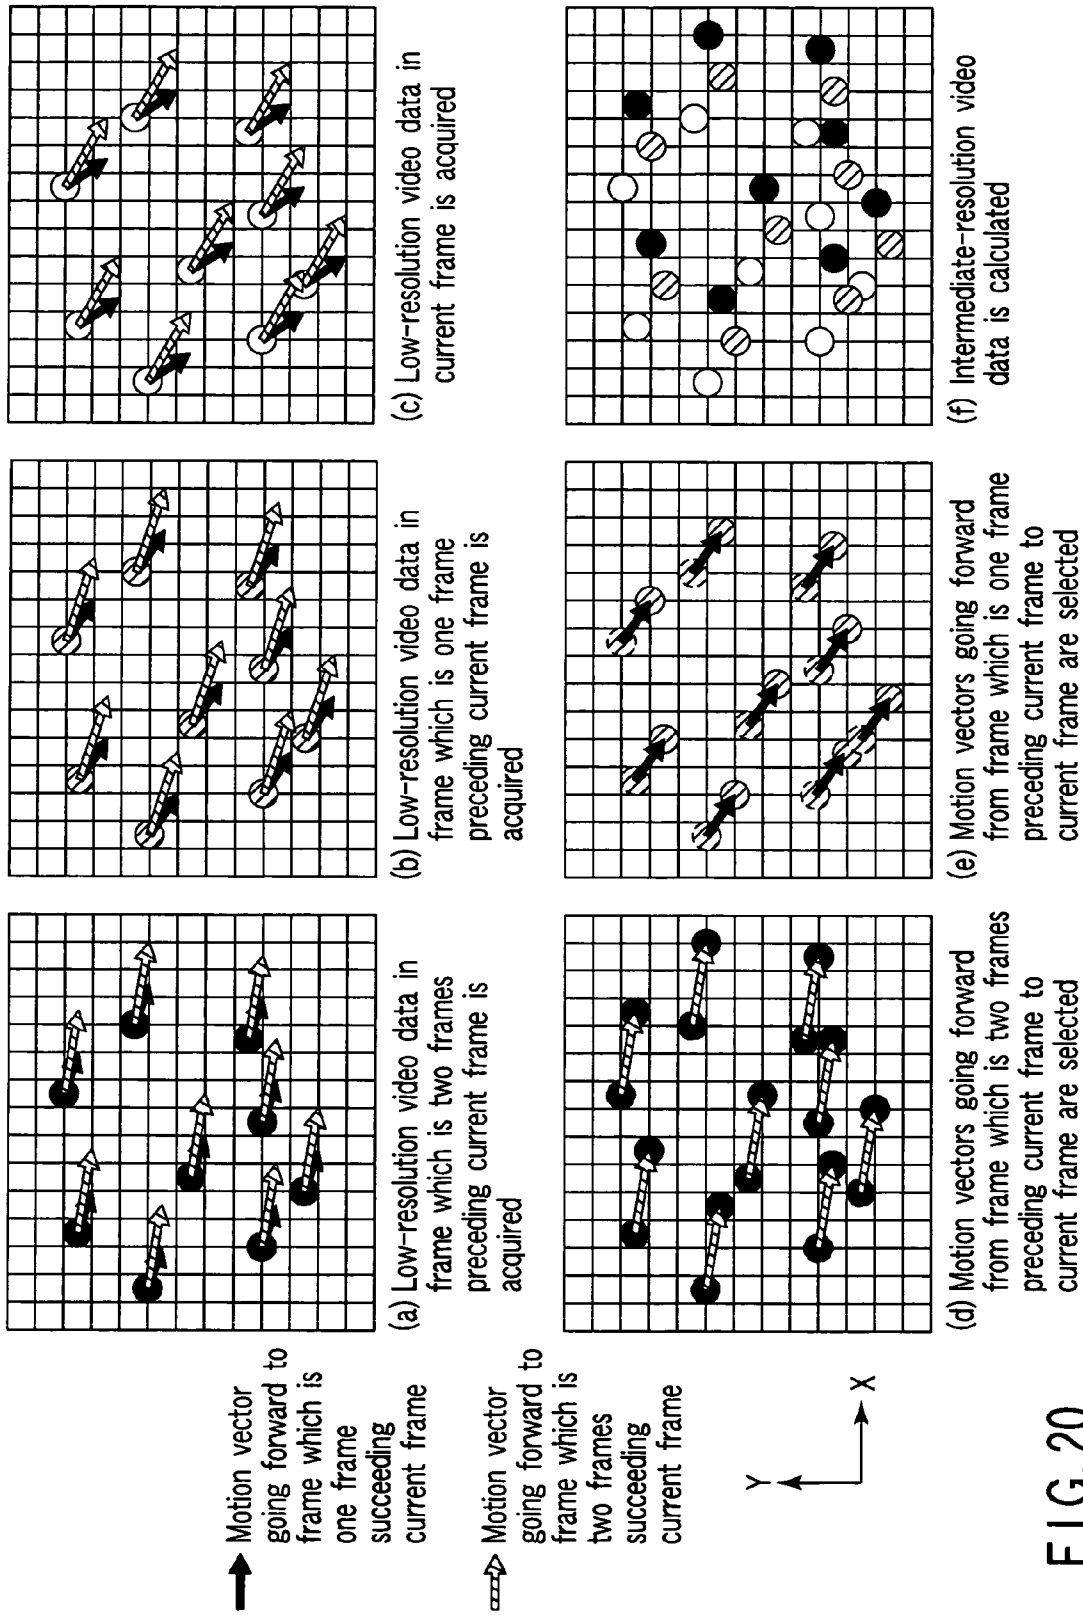 Motion vector
going forward to
frame which is
one frame
succeeding
current frame
Motion vector
going forward to
frame which is
two frames
succeeding
current frame
Y
X
(a) Low-resolution video data in
frame which is two frames
preceding current frame is
acquired
(b) Low-resolution video data in
frame which is one frame
preceding current frame is
acquired
(c) Low-resolution video data in
current frame is acquired
(d) Motion vectors going forward
from frame which is two frames
preceding current frame to
current frame are selected
(e) Motion vectors going forward
from frame which is one frame
preceding current frame to
current frame are selected
(f) Intermediate-resolution video
data is calculated
FIG. 20